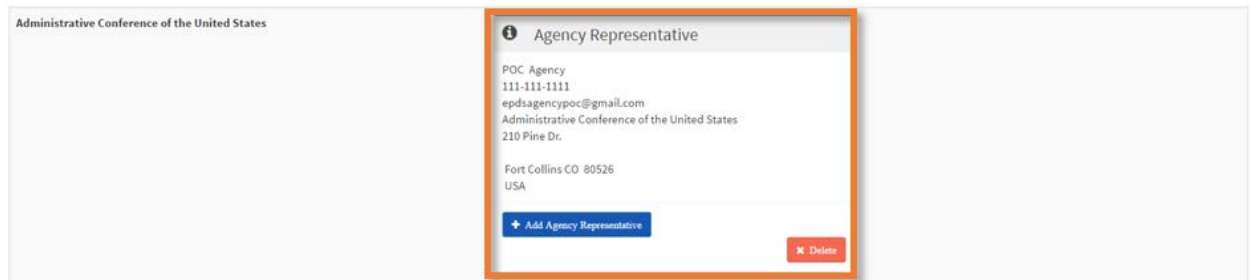 Administrative Conference of the United States
Agency Representative
POC Agency
111-111-1111
epdsagencypoc@gmail.com
Administrative Conference of the United States
210 Pine Dr.
Fort Collins CO 80526
USA
+ Add Agency Representative
✖ Delete